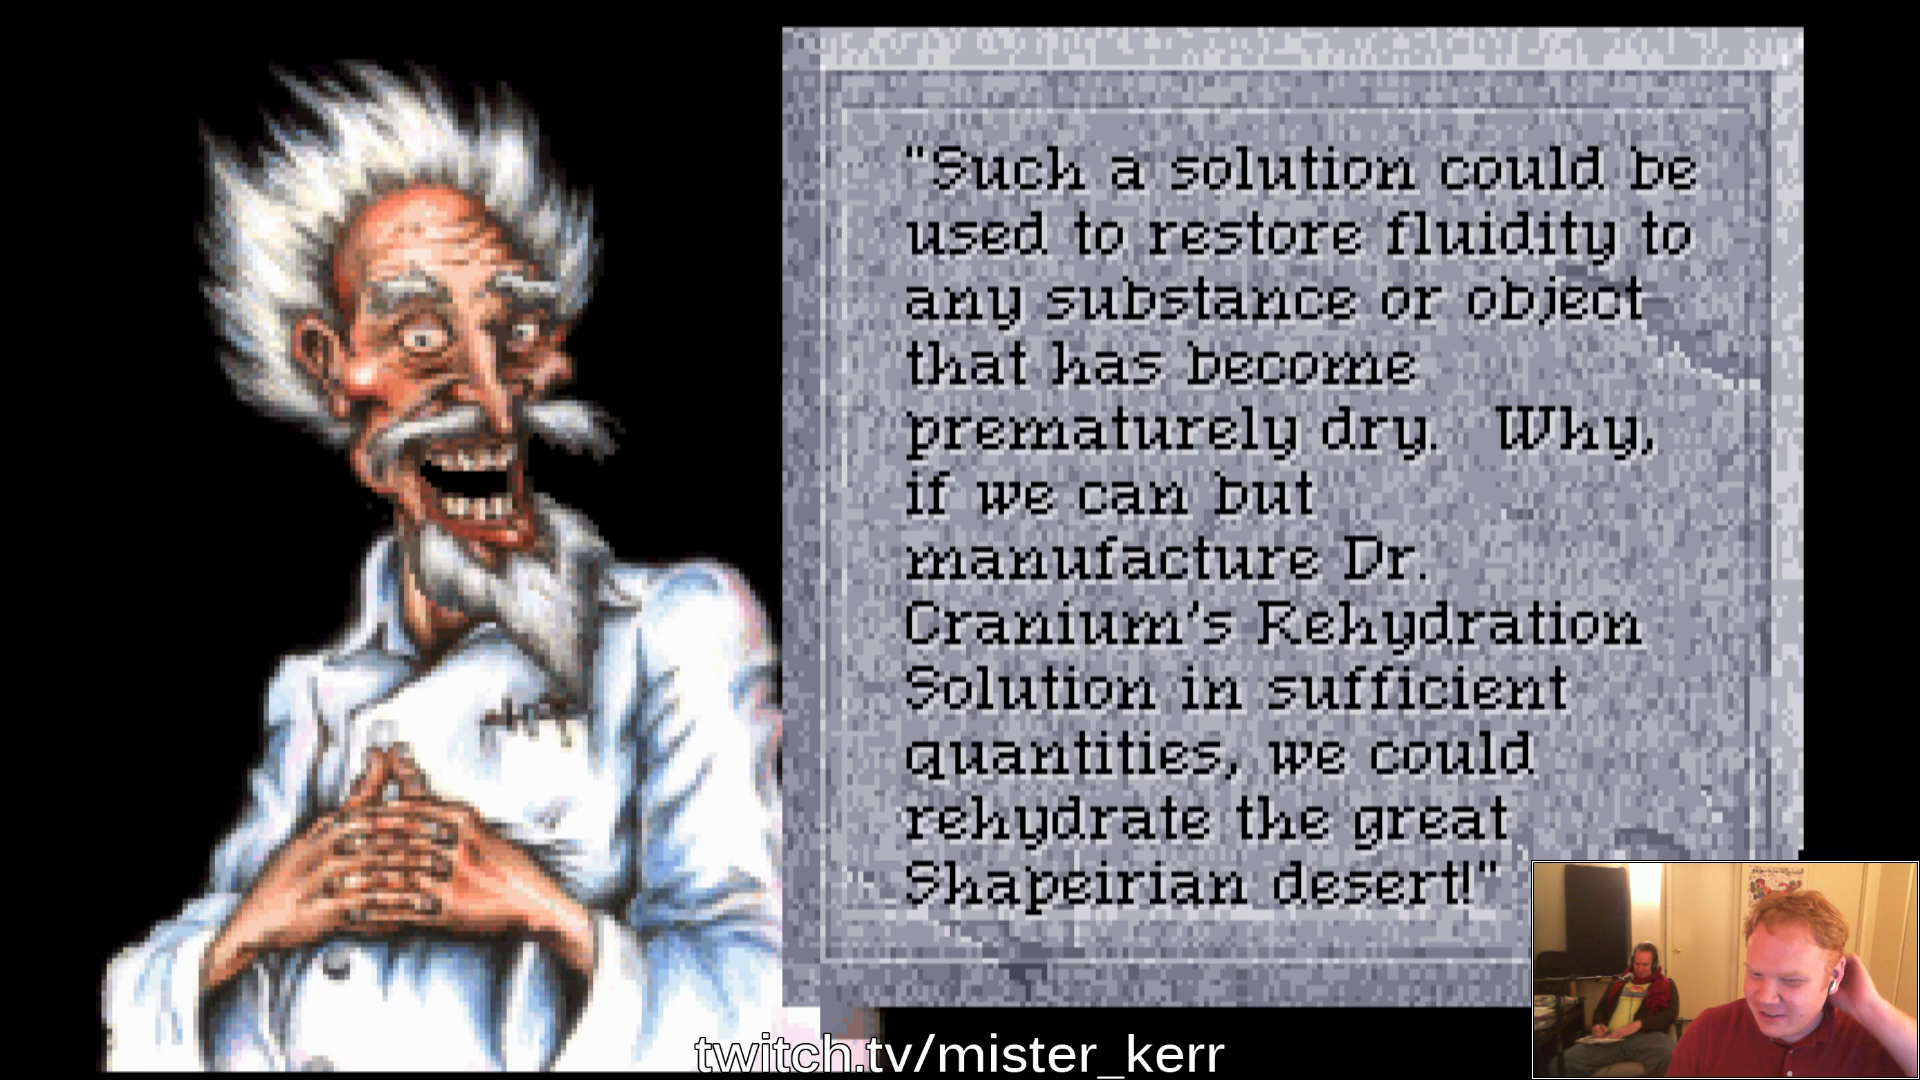 "Such a solution could be
used to restore fluidity to
any substance or object
that has become
prematurely dry.  Why,
if we can but
manufacture Dr.
Cranium's Rehydration
Solution in sufficient
quantities, we could
rehydrate the great
Shapeirian desert!"
twitch.tv/mister_kerr